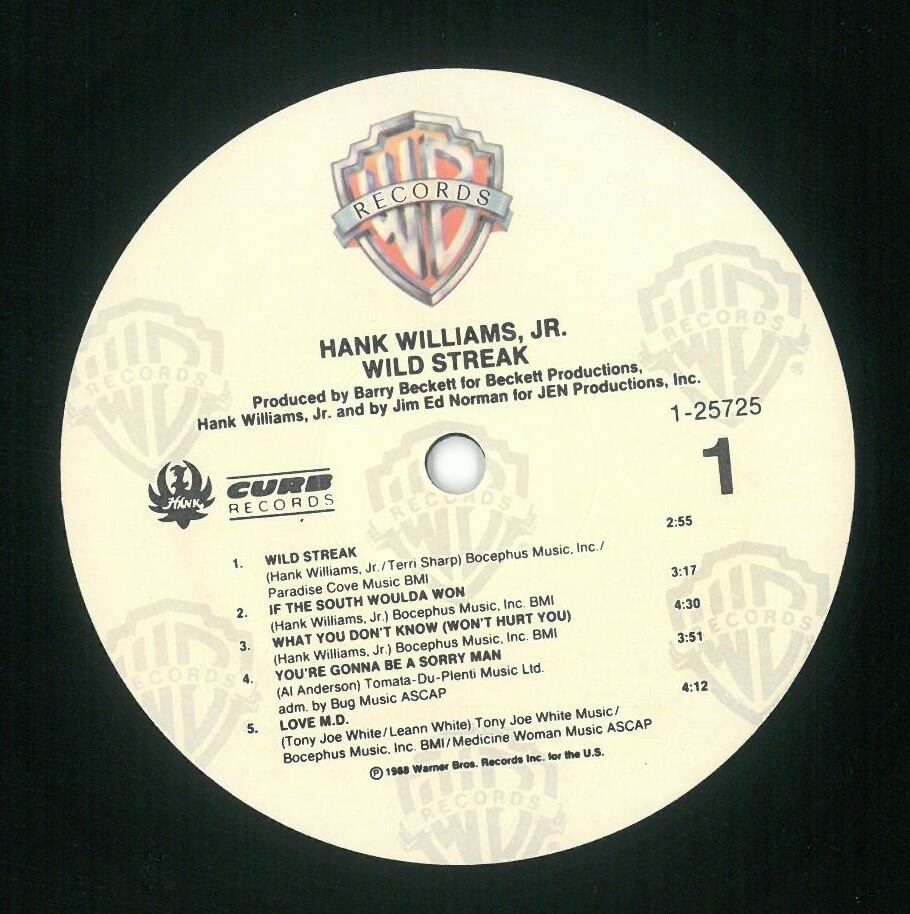 RECORDS
HANK WILLIAMS, JR.
WILD STREAK
Produced by Barry Beckett for Beckett Productions,
Hank Williams, Jr. and by Jim Ed Norman for JEN Productions, Inc.
1-25725
1
HANK
CURB
RECORDS
2:55
1. WILD STREAK
(Hank Williams, Jr./Terri Sharp) Bocephus Music, Inc./
Paradise Cove Music BMI
3:17
2. IF THE SOUTH WOULDA WON
(Hank Williams, Jr.) Bocephus Music, Inc. BMI
4:30
3. WHAT YOU DON'T KNOW (WON'T HURT YOU)
(Hank Williams, Jr.) Bocephus Music, Inc. BMI
3:51
4. YOU'RE GONNA BE A SORRY MAN
(Al Anderson) Tomata-Du-Plenti Music Ltd.
adm. by Bug Music ASCAP
4:12
5. LOVE M.D.
(Tony Joe White/Leann White) Tony Joe White Music/
Bocephus Music, Inc. BMI/Medicine Woman Music ASCAP
℗ 1988 Warner Bros. Records Inc. for the U.S.
RECORDS
RECORDS
RECORDS
RECORDS
RECORDS
RECORDS